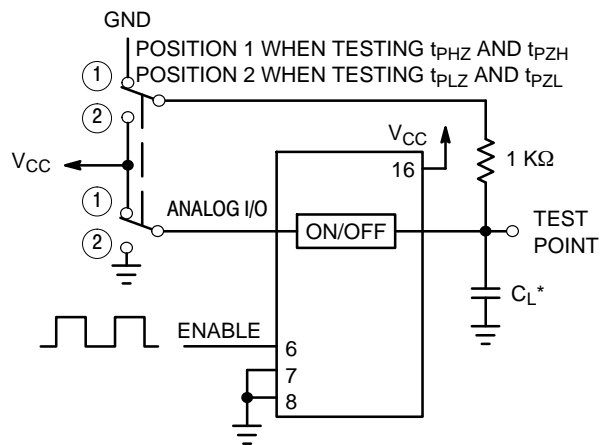 GND
POSITION 1 WHEN TESTING tPHZ AND tPZH
1
POSITION 2 WHEN TESTING tPLZ AND tPZL
2
VCC
16
1 KΩ
VCC
1
ANALOG I/O
ON/OFF
TEST
POINT
2
CL*
ENABLE
6
7
8